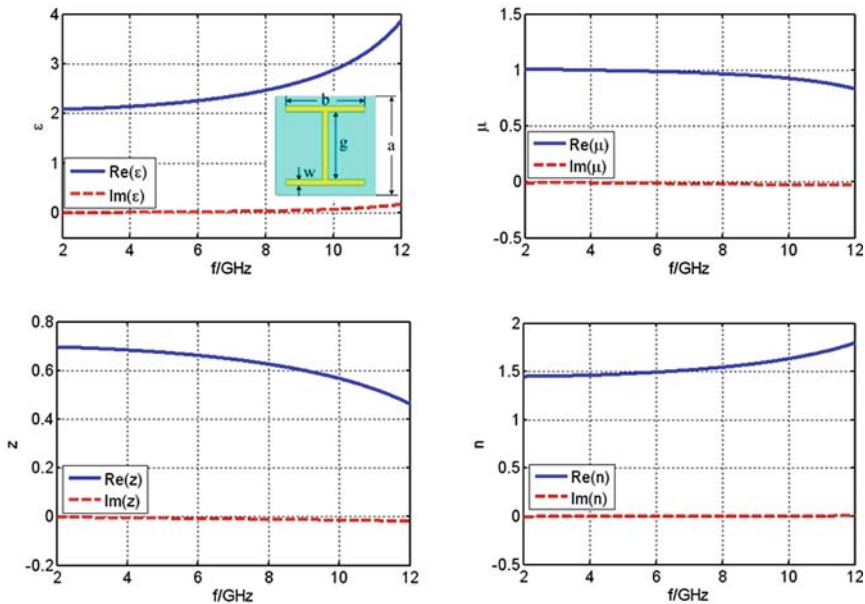 4
3
2
1
0
ε
b
a
g
w
Re(ε)
Im(ε)
2 4 6 8 10 12
f/GHz
1.5
1
0.5
0
-0.5
μ
Re(μ)
Im(μ)
2 4 6 8 10 12
f/GHz
0.8
0.6
0.4
0.2
0
-0.2
z
Re(z)
Im(z)
2 4 6 8 10 12
f/GHz
2
1.5
1
0.5
0
-0.5
n
Re(n)
Im(n)
2 4 6 8 10 12
f/GHz